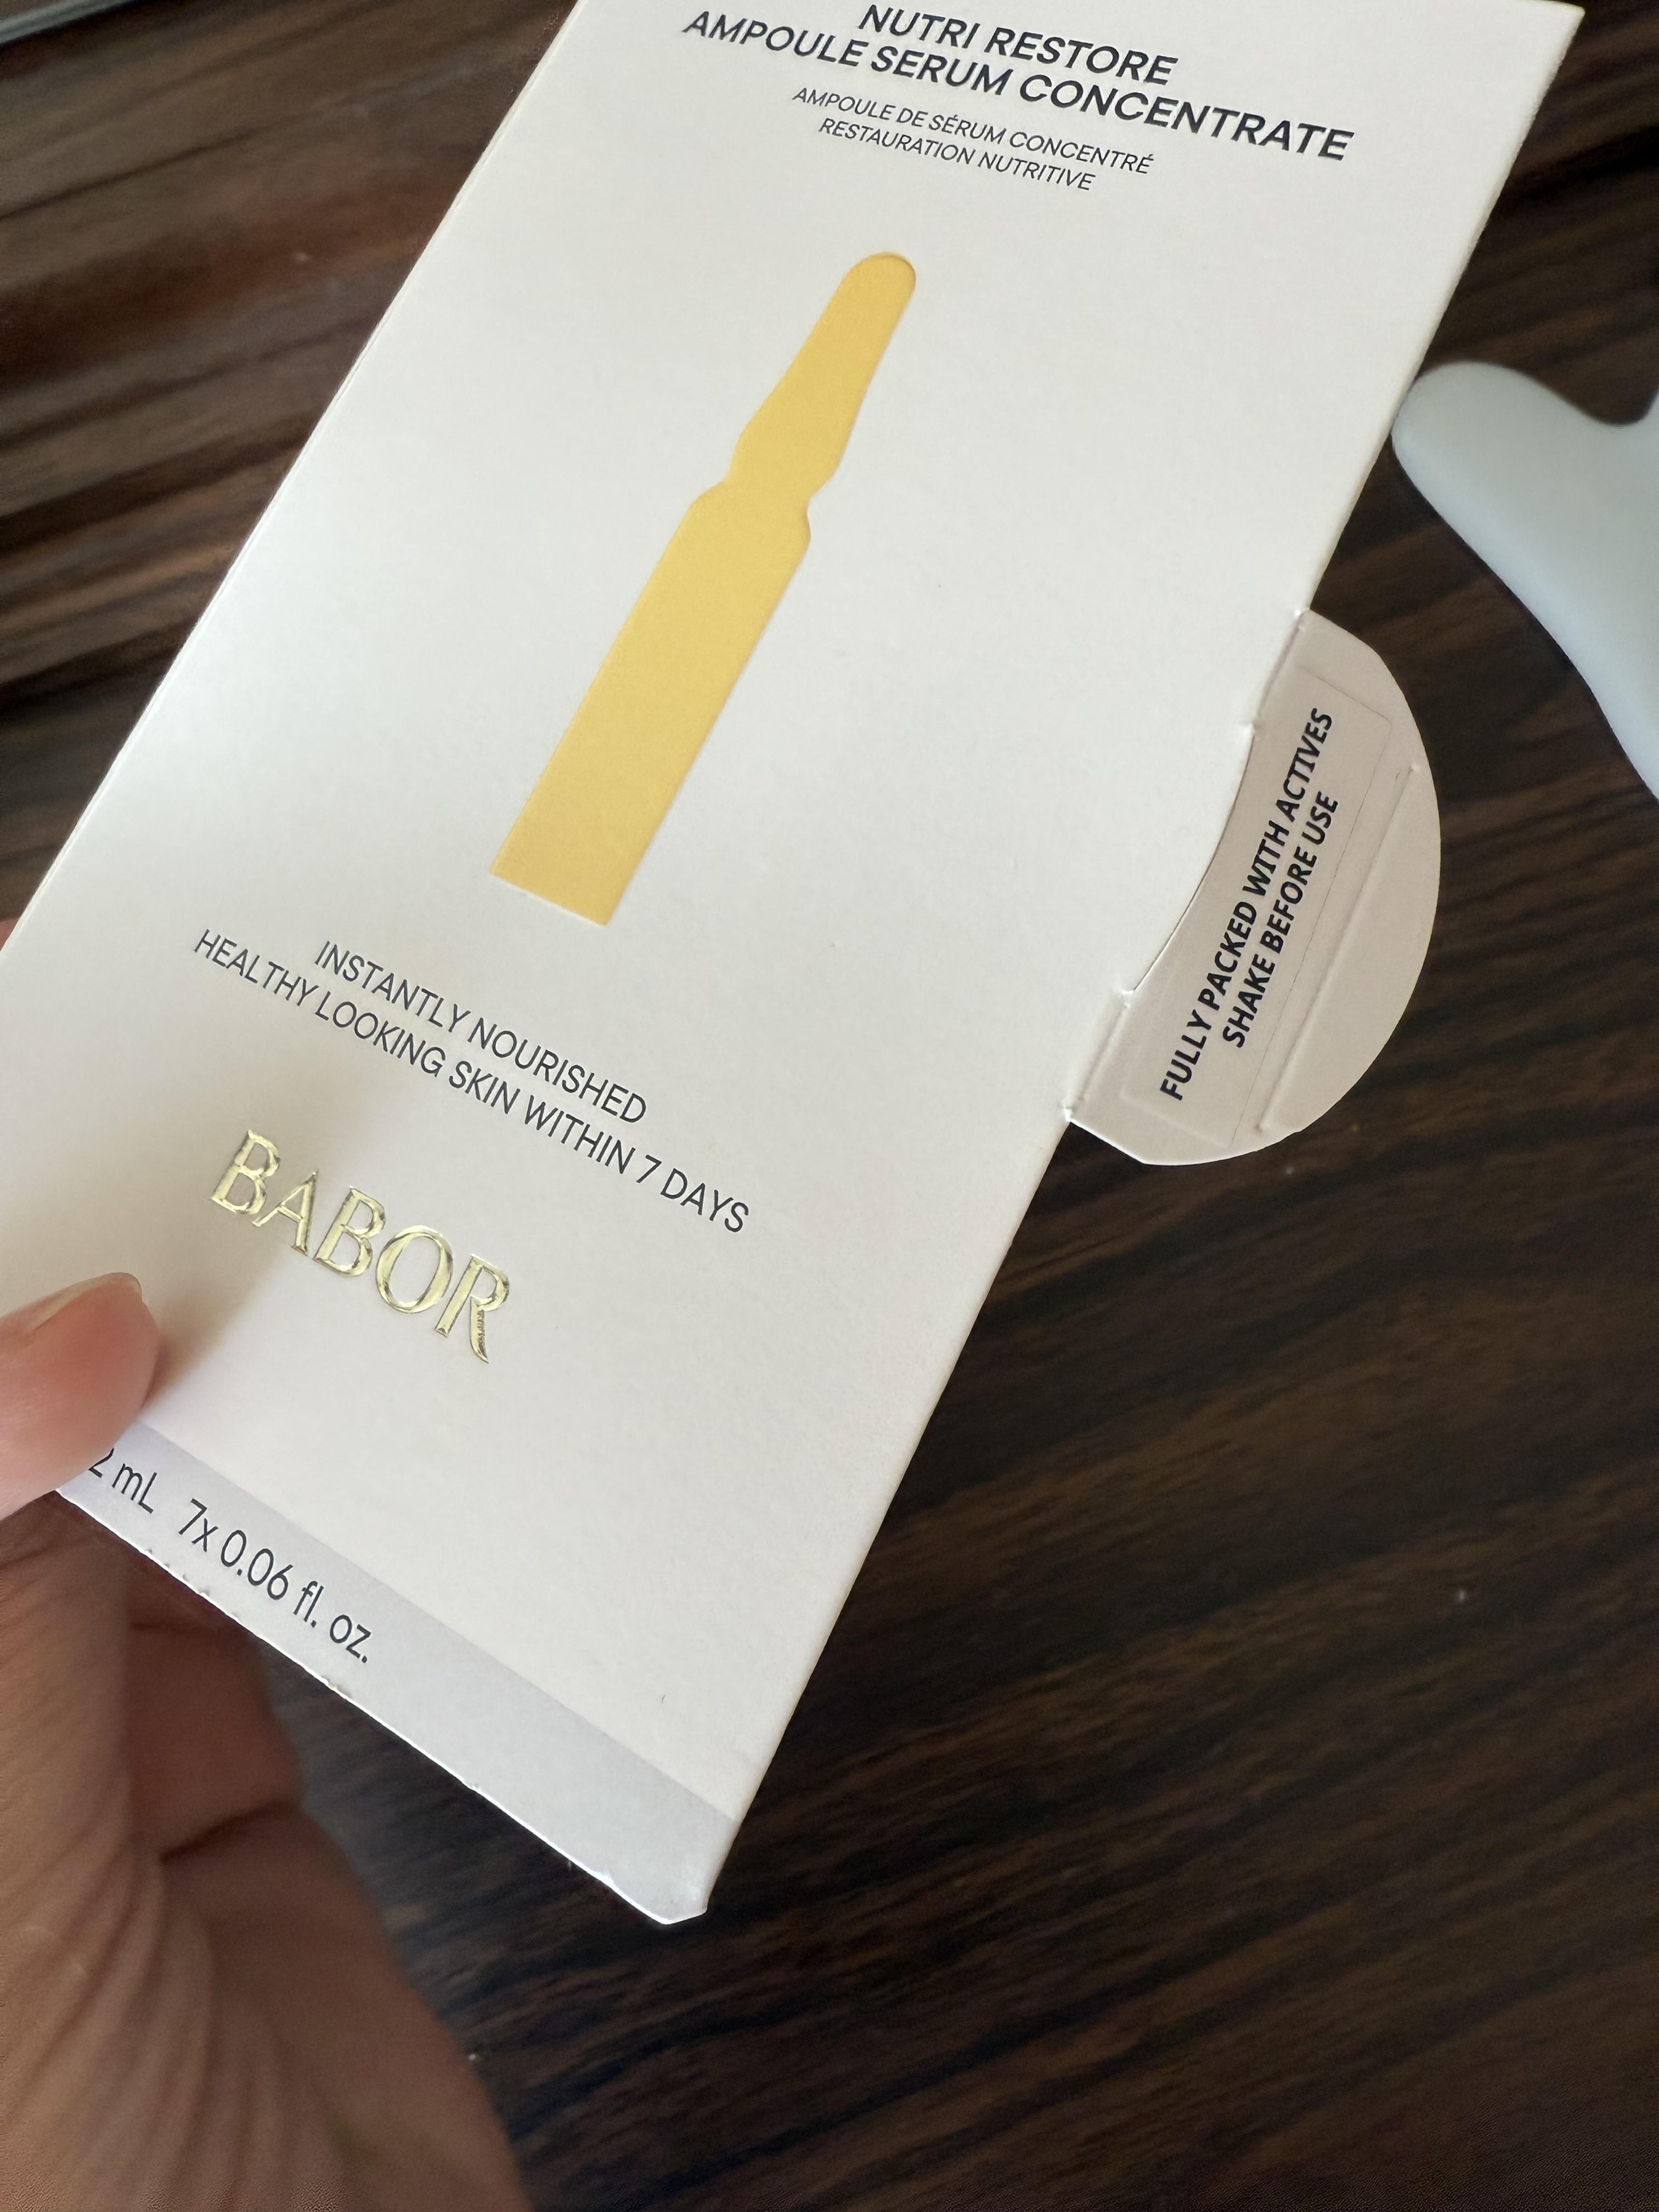 NUTRI RESTORE
AMPOULE SERUM CONCENTRATE
AMPOULE DE SÉRUM CONCENTRÉ
RESTAURATION NUTRITIVE
FULLY PACKED WITH ACTIVES
SHAKE BEFORE USE
INSTANTLY NOURISHED
HEALTHY LOOKING SKIN WITHIN 7 DAYS
BABOR
2 mL 7x 0.06 fl. oz.